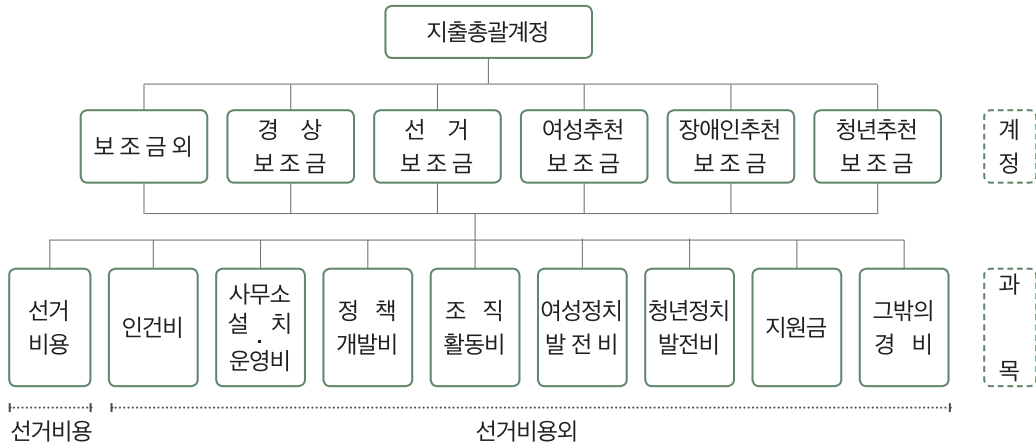 지출총괄계정
보 조 금 외
경 상
보 조 금
선 거
보 조 금
여성추천
보 조 금
장애인추천
보 조 금
청년추천
보 조 금
계
정
선거
비용
인건비
사무소
설 치
·
운영비
정 책
개발비
조 직
활동비
여성정치
발 전 비
청년정치
발전비
지원금
그밖의
경 비
과
목
선거비용
선거비용외